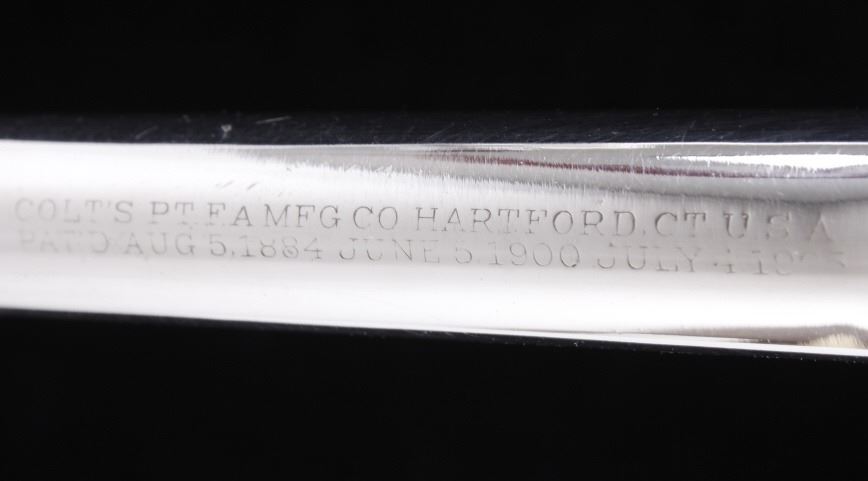 COLT'S PT. F.A MFG CO HARTFORD, CT. U S A
PAT'D AUG 5, 1884 JUNE 5 1900 JULY 4